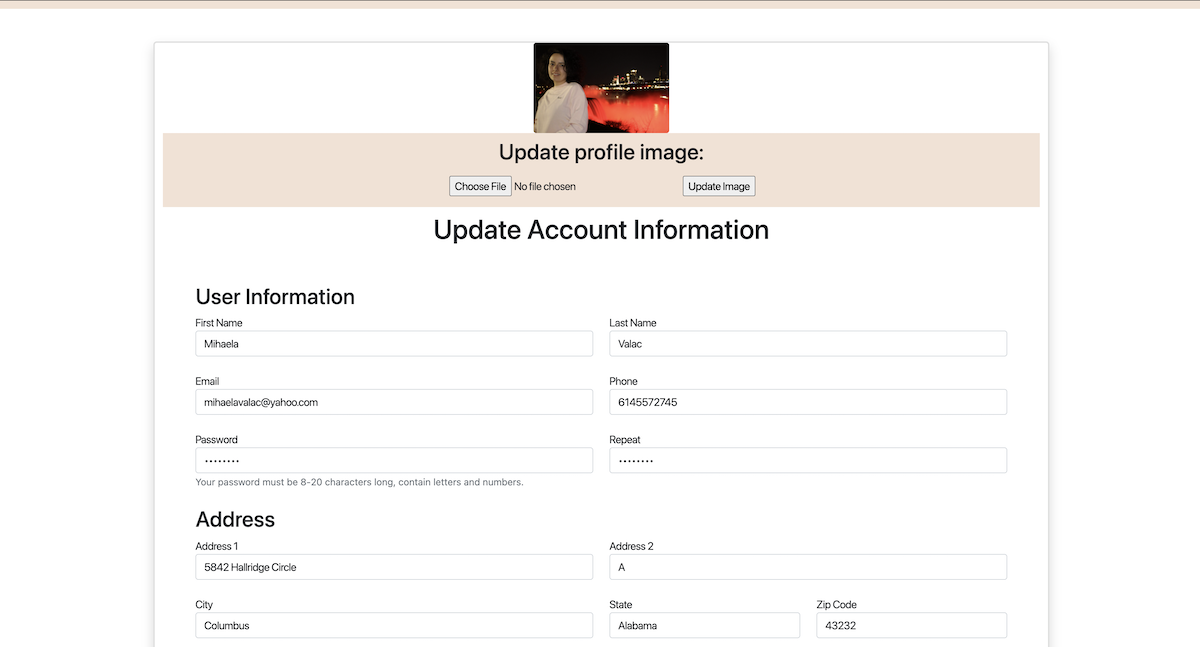 Update profile image:
Choose File No file chosen Update Image
Update Account Information
User Information
First Name Last Name
Mihaela Valac
Email Phone
mihaelavalac@yahoo.com 6145572745
Password Repeat
•••••••• ••••••••
Your password must be 8-20 characters long, contain letters and numbers.
Address
Address 1 Address 2
5842 Hallridge Circle A
City State Zip Code
Columbus Alabama 43232